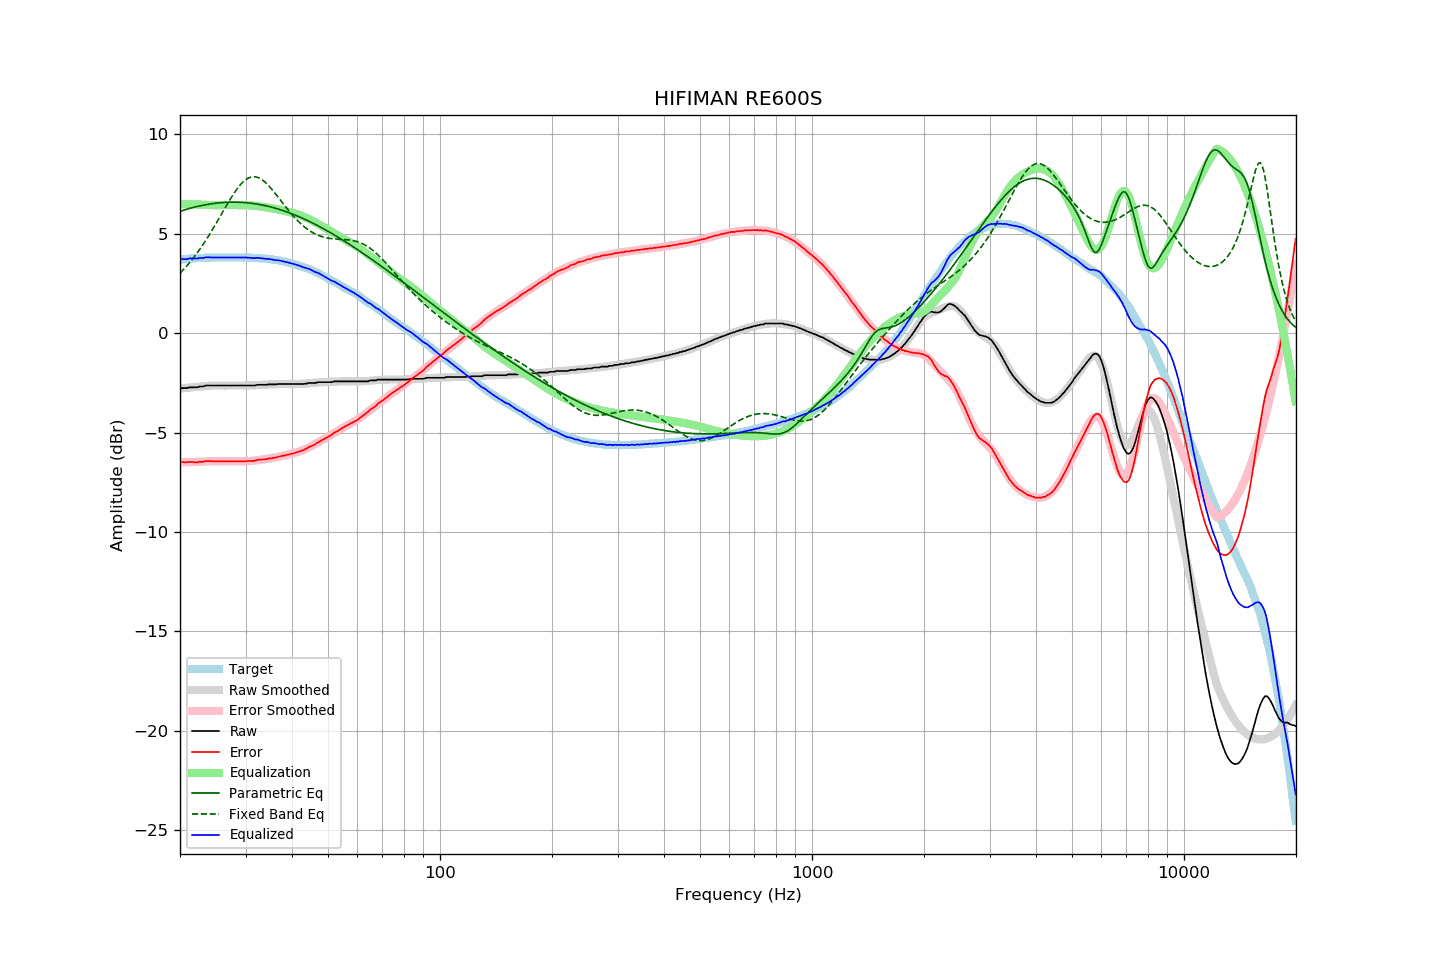 HIFIMAN RE600S
10
5
0
−5
−10
−15
−20
−25
Amplitude (dBr)
Target
Raw Smoothed
Error Smoothed
Raw
Error
Equalization
Parametric Eq
Fixed Band Eq
Equalized
100
1000
10000
Frequency (Hz)